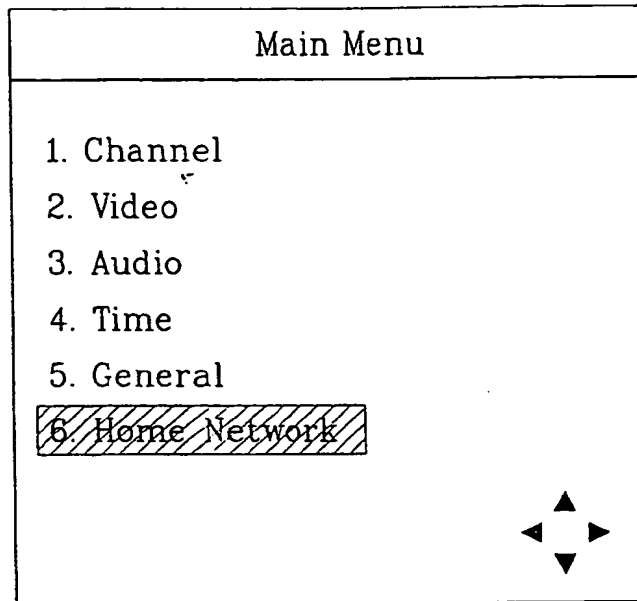 Main Menu
1. Channel
2. Video
3. Audio
4. Time
5. General
6. Home Network